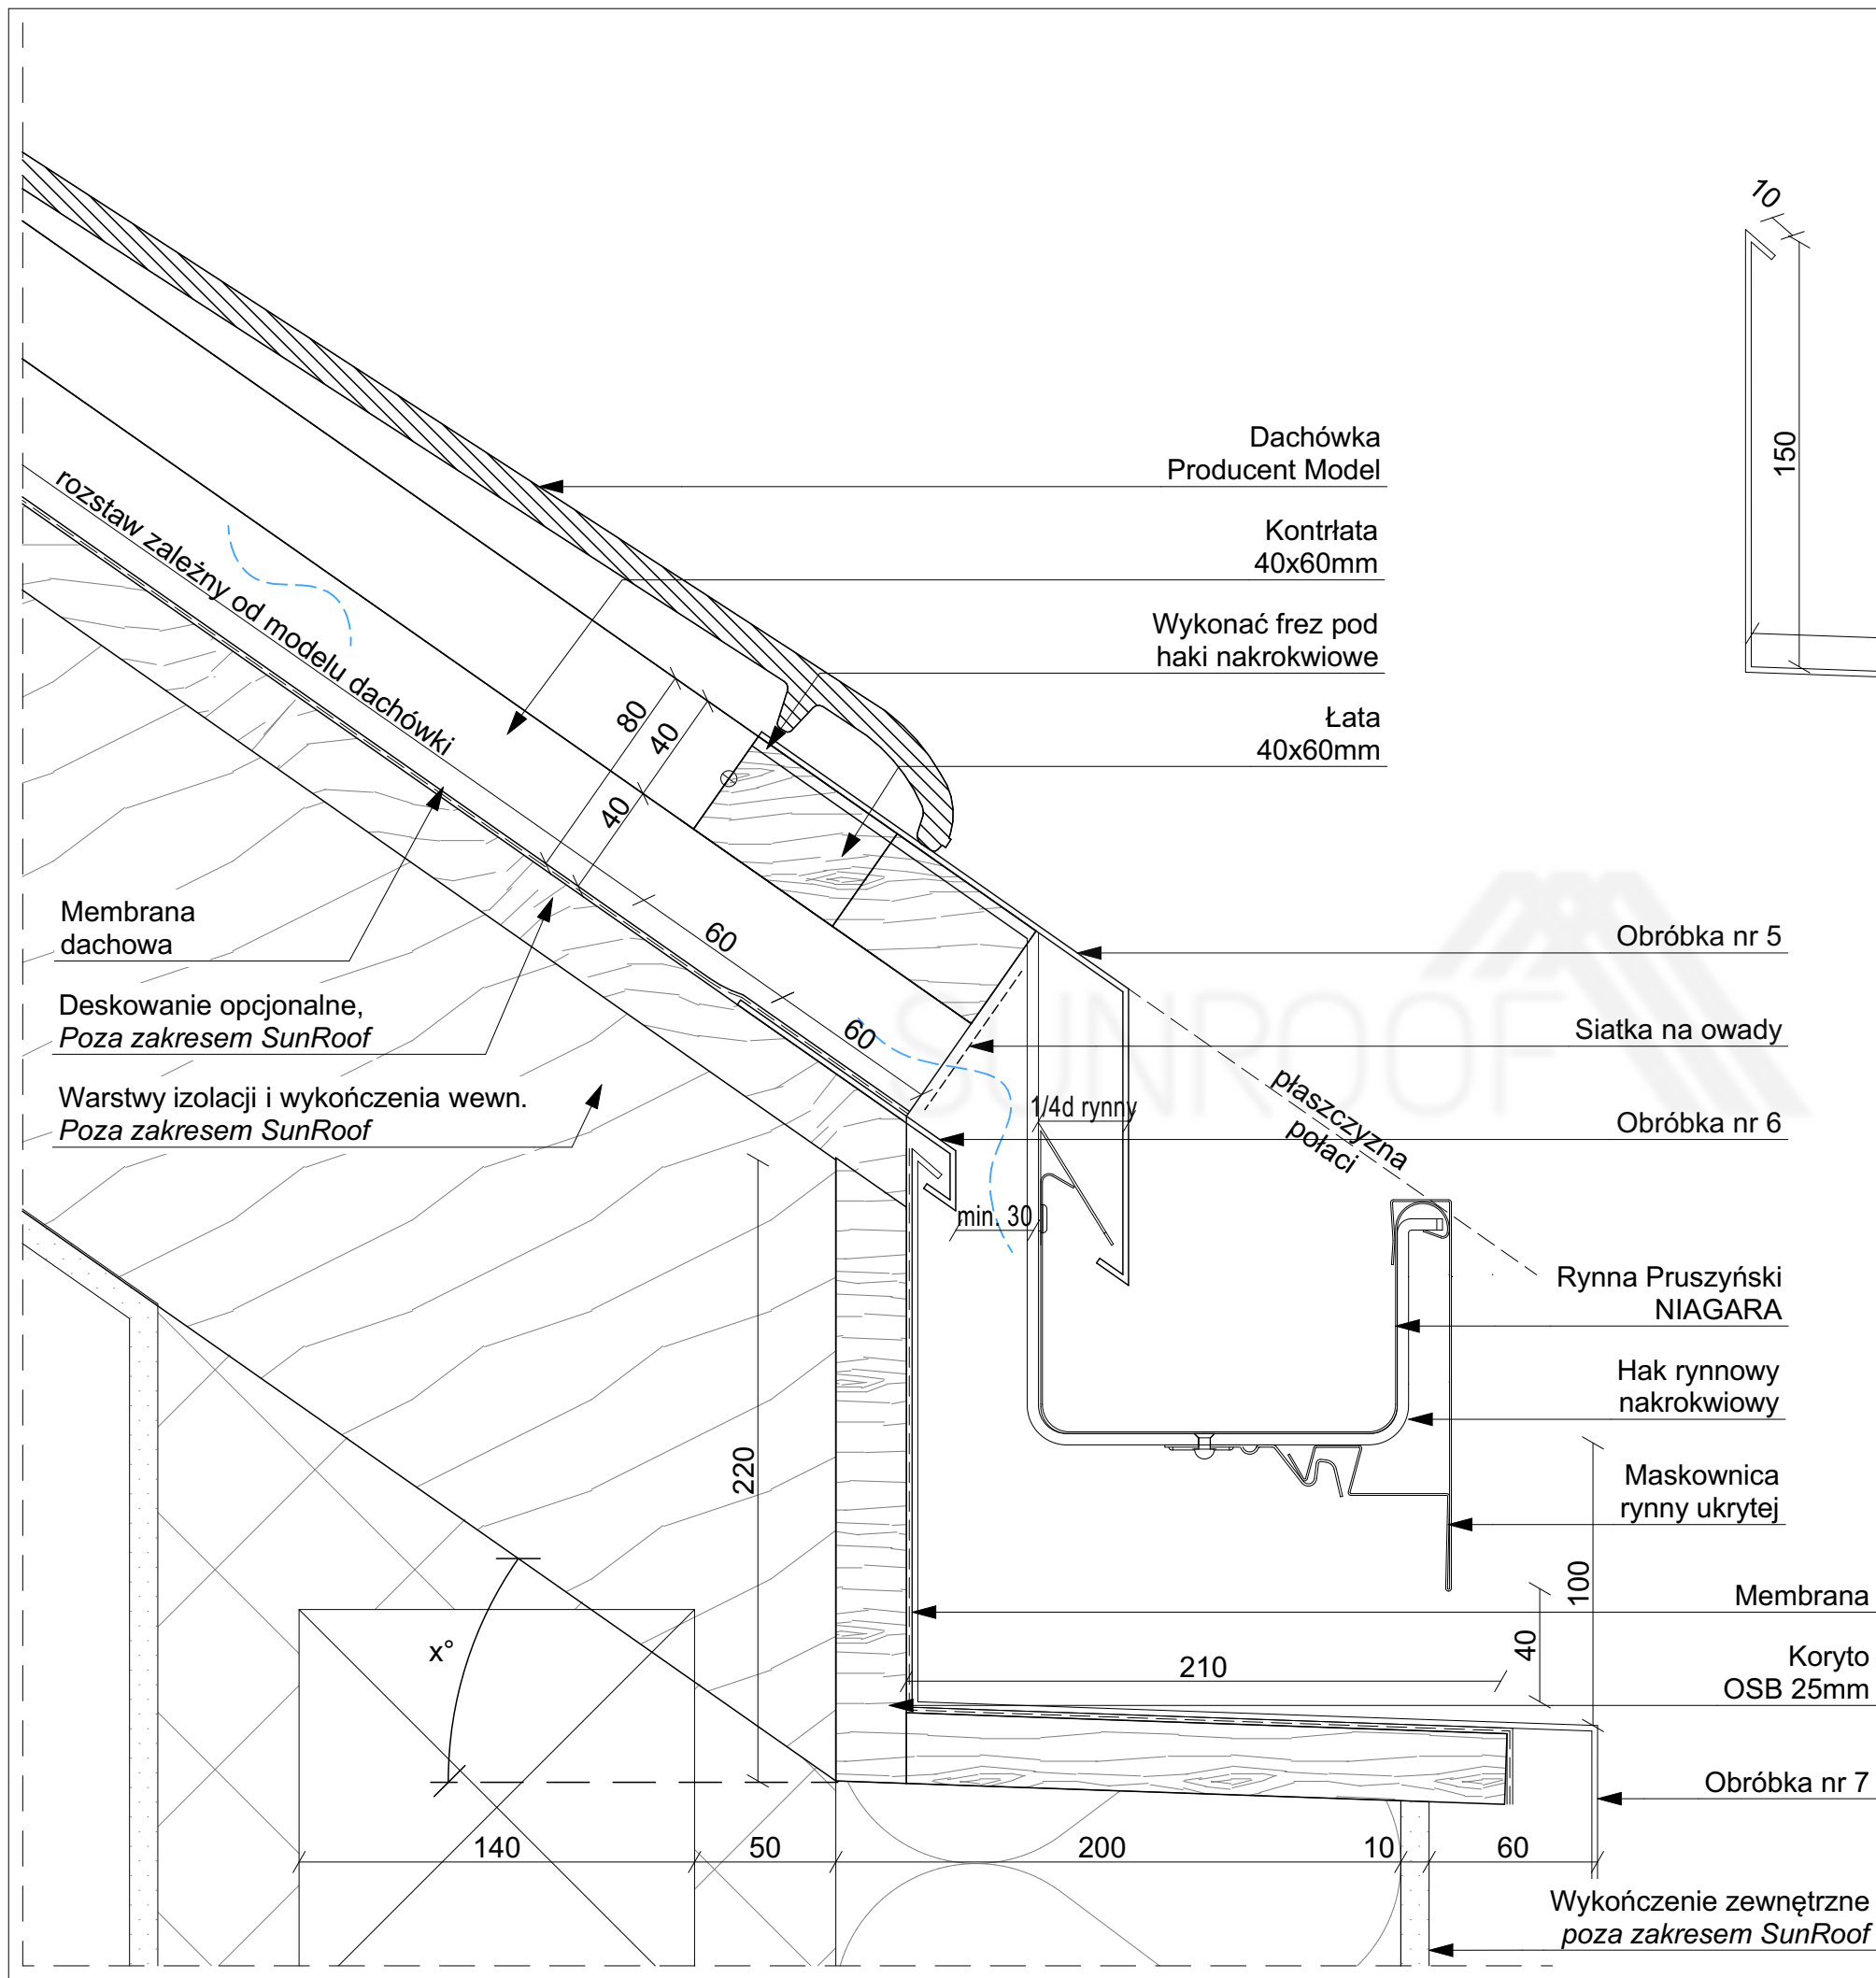 10
150
Dachówka
Producent Model
Kontrłata
40x60mm
Wykonać frez pod
haki nakrokwiowe
Łata
40x60mm
rozstaw zależny od modelu dachówki
80
40
40
60
60
Membrana
dachowa
Deskowanie opcjonalne,
Poza zakresem SunRoof
Warstwy izolacji i wykończenia wewn.
Poza zakresem SunRoof
SUNROOF
Obróbka nr 5
Siatka na owady
płaszczyzna
połaci
1/4d rynny
Obróbka nr 6
min. 30
Rynna Pruszyński
NIAGARA
Hak rynnowy
nakrokwiowy
220
Maskownica
rynny ukrytej
100
Membrana
40
210
Koryto
OSB 25mm
x°
Obróbka nr 7
140
50
200
10
60
Wykończenie zewnętrzne
poza zakresem SunRoof